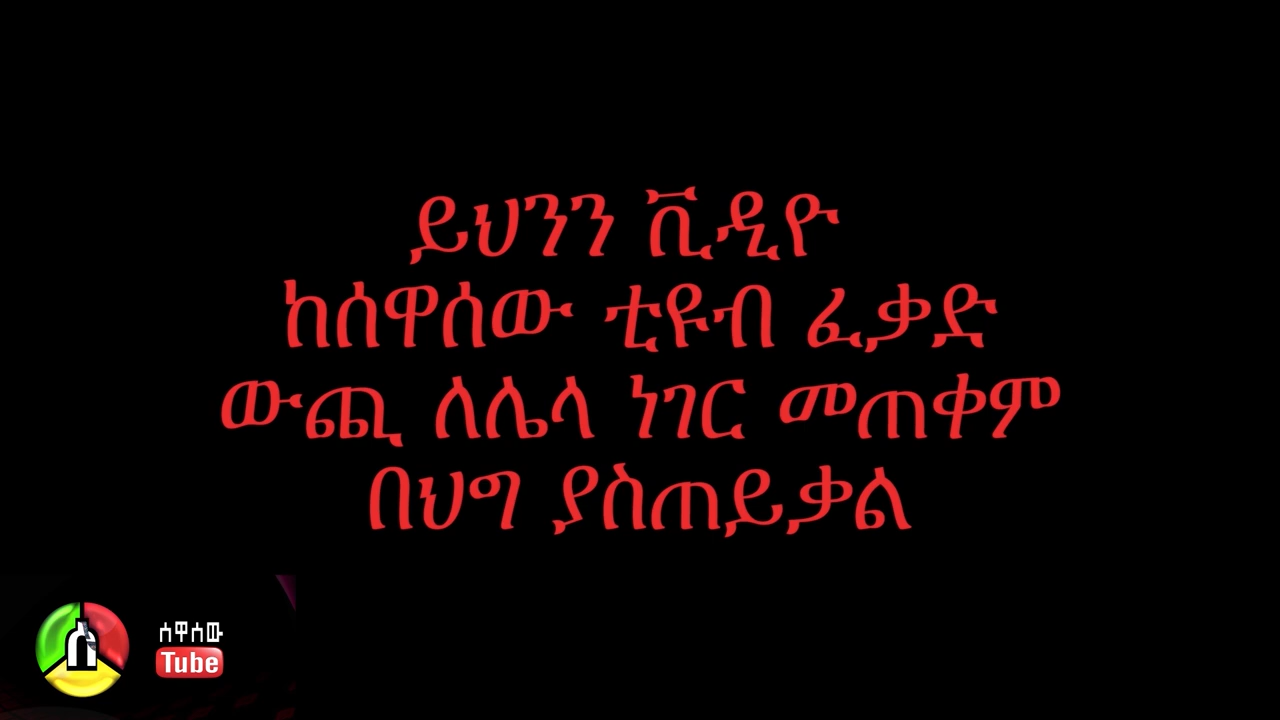 ይህንን ቪዲዮ
ከሰዋሰው ቲዩብ ፈቃድ
ውጪ ለሌላ ነገር መጠቀም
በህግ ያስጠይቃል
ሰ
ሰዋሰው
Tube